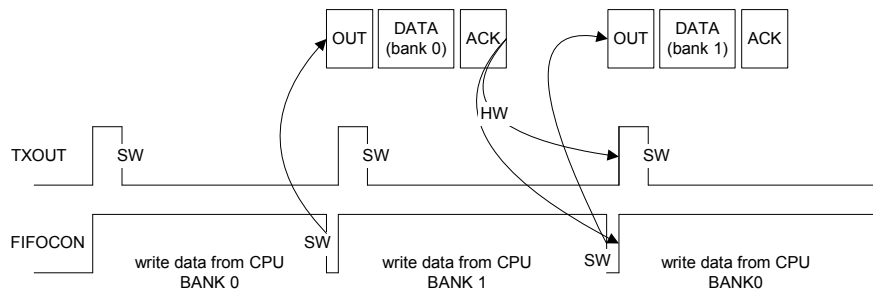 OUT DATA (bank 0) ACK OUT DATA (bank 1) ACK
HW
TXOUT SW SW SW
FIFOCON SW SW
write data from CPU BANK 0
write data from CPU BANK 1
write data from CPU BANK0